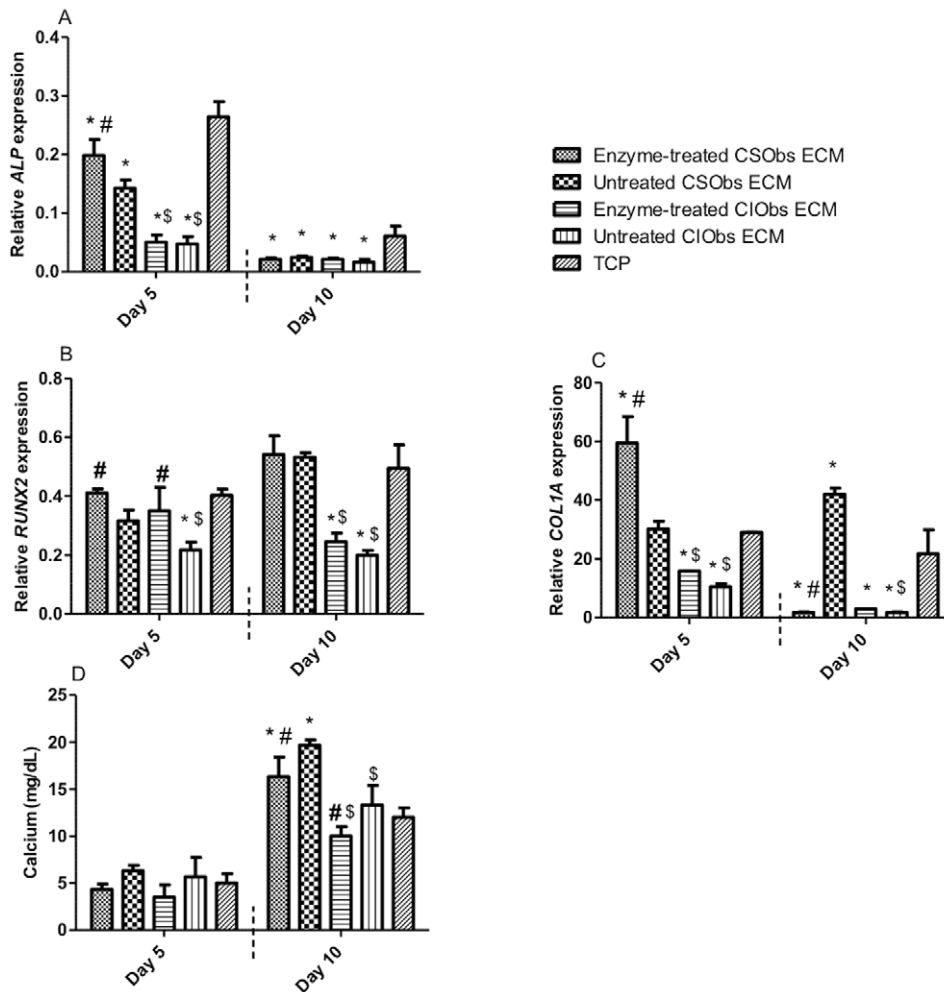 A
Relative ALP expression
0.4
0.3
0.2
0.1
0.0
* #
*
*$
*$
*
*
*
*
Day 5
Day 10
Enzyme-treated CSObs ECM
Untreated CSObs ECM
Enzyme-treated CIObs ECM
Untreated CIObs ECM
TCP
B
Relative RUNX2 expression
0.8
0.6
0.4
0.2
0.0
#
#
* $
* $
* $
Day 5
Day 10
C
Relative COL1A expression
80
60
40
20
0
* #
* $
* $
* #
*
*
* $
Day 5
Day 10
D
Calcium (mg/dL)
25
20
15
10
5
0
* #
*
# $
$
Day 5
Day 10